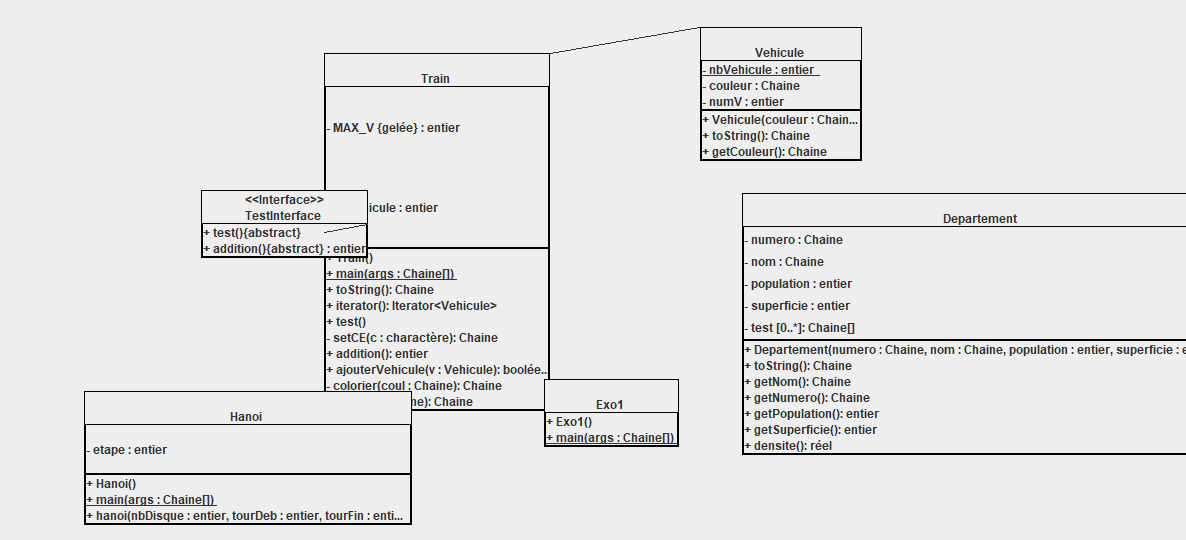 Vehicule
- nbVehicule : entier
- couleur : Chaine
- numV : entier
+ Vehicule(couleur : Chain...
+ toString(): Chaine
+ getCouleur(): Chaine
Train
- MAX_V {gelée} : entier
icule : entier
+ Train()
+ main(args : Chaine[])
+ toString(): Chaine
+ iterator(): Iterator<Vehicule>
+ test()
- setCE(c : charactère): Chaine
+ addition(): entier
+ ajouterVehicule(v : Vehicule): boolée...
- colorier(coul : Chaine): Chaine
ne): Chaine
<<Interface>>
TestInterface
+ test(){abstract}
+ addition(){abstract} : entier
Departement
- numero : Chaine
- nom : Chaine
- population : entier
- superficie : entier
- test [0..*]: Chaine[]
+ Departement(numero : Chaine, nom : Chaine, population : entier, superficie : e
+ toString(): Chaine
+ getNom(): Chaine
+ getNumero(): Chaine
+ getPopulation(): entier
+ getSuperficie(): entier
+ densite(): réel
Hanoi
- etape : entier
+ Hanoi()
+ main(args : Chaine[])
+ hanoi(nbDisque : entier, tourDeb : entier, tourFin : enti...
Exo1
+ Exo1()
+ main(args : Chaine[])